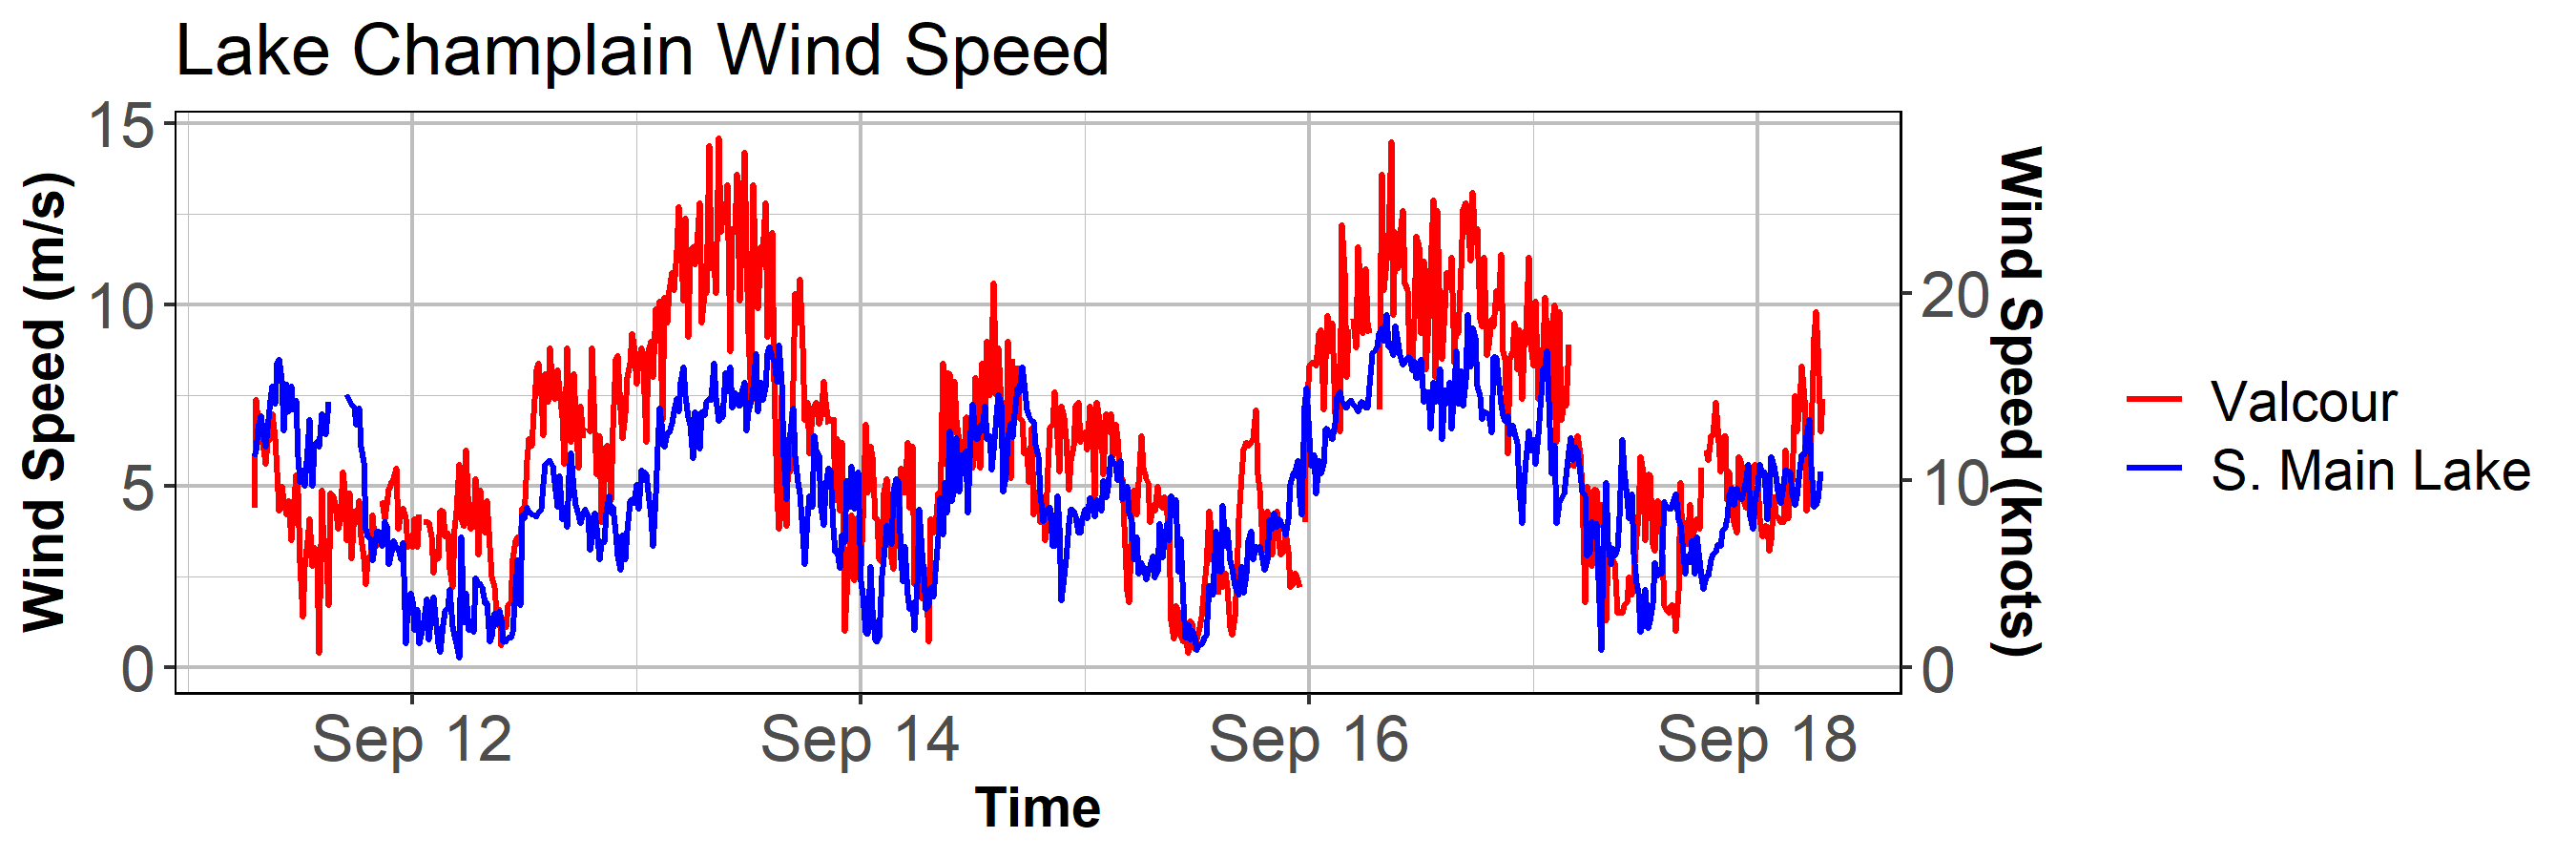 Lake Champlain Wind Speed
15
10
5
0
Wind Speed (m/s)
20
10
0
Wind Speed (knots)
Sep 12
Sep 14
Sep 16
Sep 18
Time
Valcour
S. Main Lake